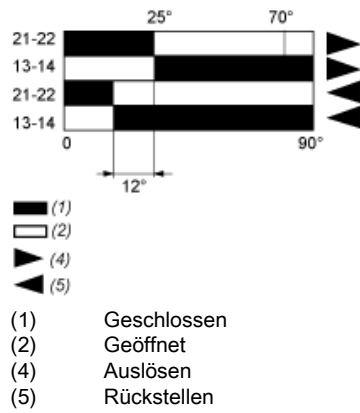 25° 70°
21-22
13-14
21-22
13-14
0 90°
12°
(1)
(2)
(4)
(5)
(1) Geschlossen
(2) Geöffnet
(4) Auslösen
(5) Rückstellen